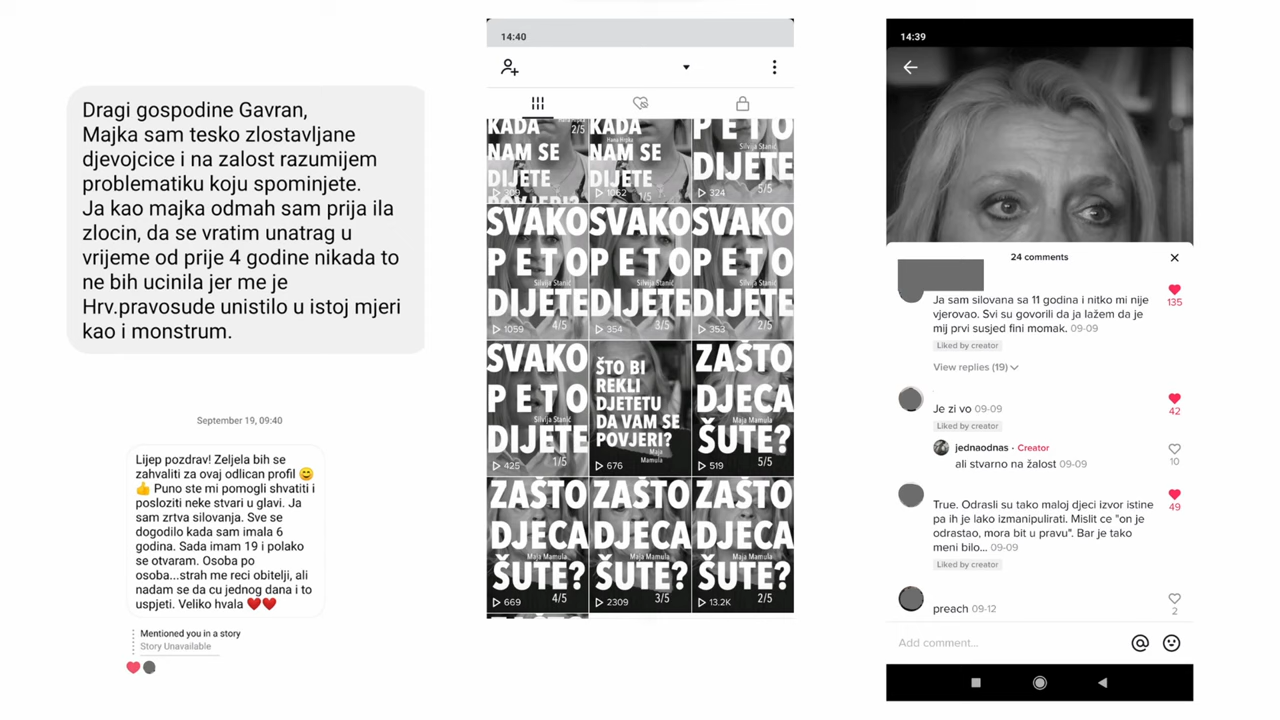 Dragi gospodine Gavran,
Majka sam tesko zlostavljane
djevojcice i na zalost razumijem
problematiku koju spominjete.
Ja kao majka odmah sam prija ila
zlocin, da se vratim unatrag u
vrijeme od prije 4 godine nikada to
ne bih ucinila jer me je
Hrv.pravosude unistilo u istoj mjeri
kao i monstrum.
September 19, 09:40
Lijep pozdrav! Zeljela bih se
zahvaliti za ovaj odlican profil 😊
👍 Puno ste mi pomogli shvatiti i
posloziti neke stvari u glavi. Ja
sam zrtva silovanja. Sve se
dogodilo kada sam imala 6
godina. Sada imam 19 i polako
se otvaram. Osoba po
osoba...strah me reci obitelji, ali
nadam se da cu jednog dana i to
uspjeti. Veliko hvala ❤️❤️
Mentioned you in a story
Story Unavailable
14:40
KADA 2/5
NAM SE
DIJETE
POVJERI?
309
KADA
NAM SE
DIJETE
1/5
1062
PETO
Silvija Stanić
DIJETE
324 5/5
SVAKO
PETO
Silvija Stanić
DIJETE
1059 4/5
SVAKO
PETO
Silvija Stanić
DIJETE
354 3/5
SVAKO
PETO
Silvija Stanić
DIJETE
353 2/5
SVAKO
PETO
Silvija Stanić
DIJETE
425 1/5
ŠTO BI
REKLI
DJETETU
DA VAM SE
POVJERI?
Maja
Mamula
676
ZAŠTO
DJECA
Maja Mamula
ŠUTE?
519 5/5
ZAŠTO
DJECA
Maja Mamula
ŠUTE?
669 4/5
ZAŠTO
DJECA
Maja Mamula
ŠUTE?
2309 3/5
ZAŠTO
DJECA
Maja Mamula
ŠUTE?
13.2K 2/5
14:39
24 comments
Ja sam silovana sa 11 godina i nitko mi nije
vjerovao. Svi su govorili da ja lažem da je
mij prvi susjed fini momak. 09-09
135
Liked by creator
View replies (19)
Je zi vo 09-09
42
Liked by creator
jednaodnas · Creator
ali stvarno na žalost 09-09
10
True. Odrasli su tako maloj djeci izvor istine
pa ih je lako izmanipulirati. Mislit ce "on je
odrastao, mora bit u pravu". Bar je tako
meni bilo... 09-09
49
Liked by creator
preach 09-12
2
Add comment...